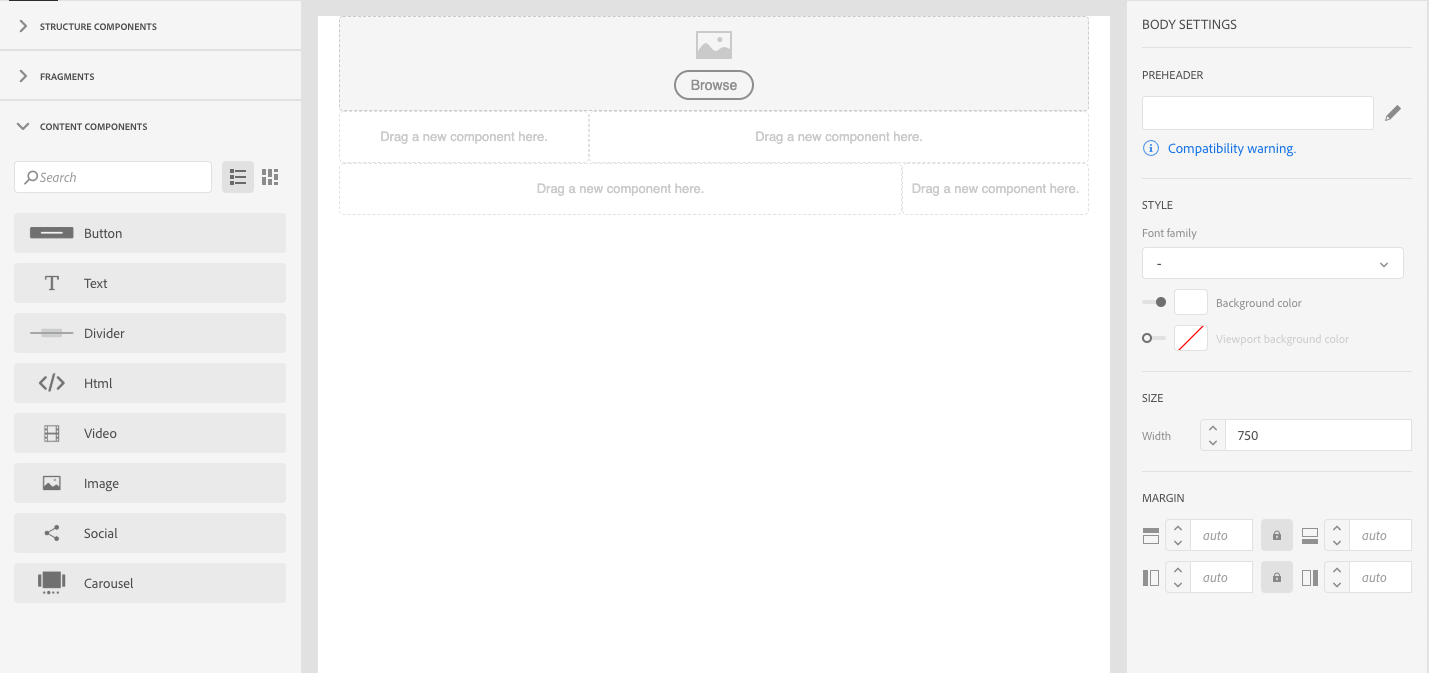 STRUCTURE COMPONENTS
FRAGMENTS
CONTENT COMPONENTS
Search
Button
Text
Divider
Html
Video
Image
Social
Carousel
Browse
Drag a new component here.
Drag a new component here.
Drag a new component here.
Drag a new component here.
BODY SETTINGS
PREHEADER
Compatibility warning.
STYLE
Font family
-
Background color
Viewport background color
SIZE
Width
750
MARGIN
auto
auto
auto
auto